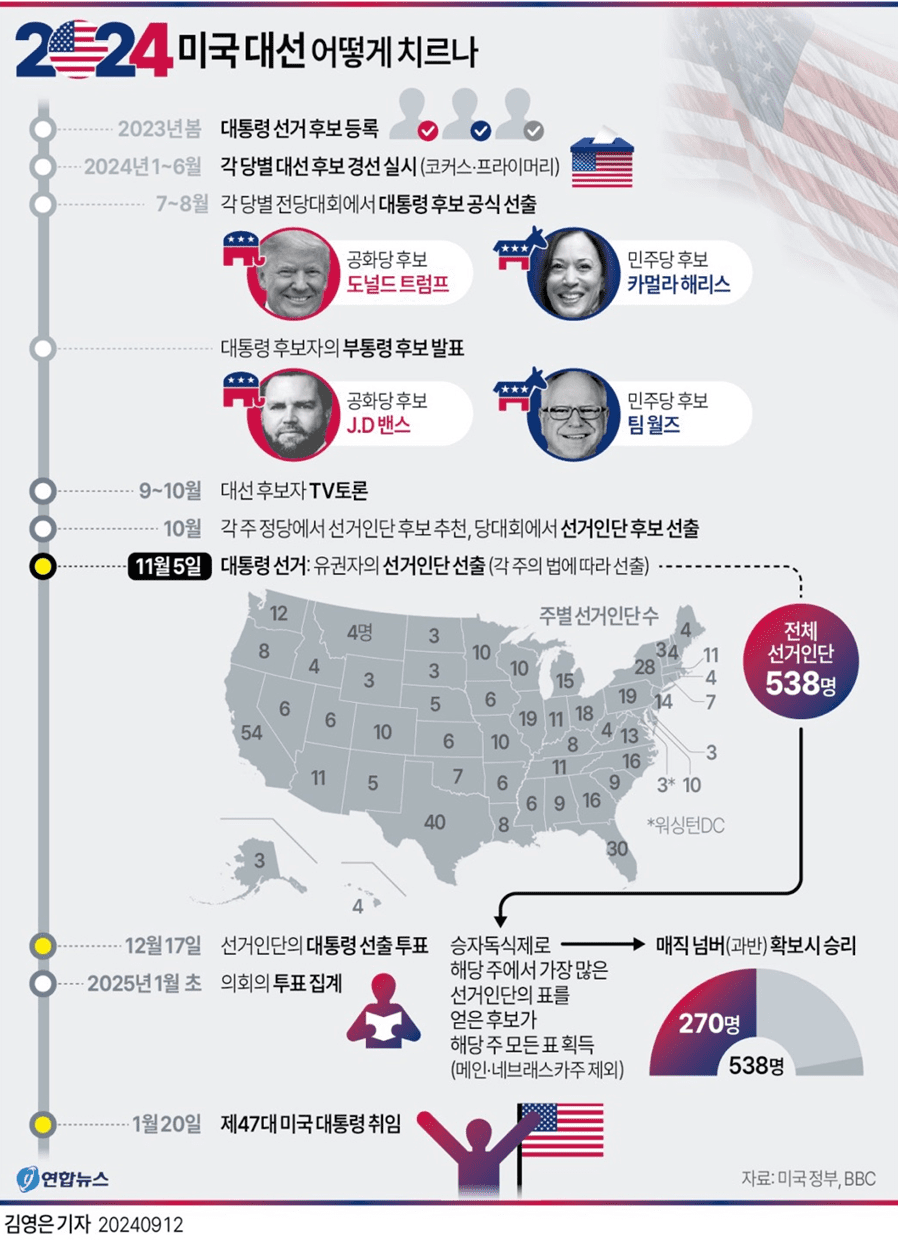 2024 미국 대선 어떻게 치르나
2023년 봄 대통령 선거 후보 등록
2024년 1~6월 각 당별 대선 후보 경선 실시 (코커스·프라이머리)
7~8월 각 당별 전당대회에서 대통령 후보 공식 선출
공화당 후보
도널드 트럼프
민주당 후보
카멀라 해리스
대통령 후보자의 부통령 후보 발표
공화당 후보
J.D 밴스
민주당 후보
팀 월즈
9~10월 대선 후보자 TV토론
10월 각 주 정당에서 선거인단 후보 추천, 당대회에서 선거인단 후보 선출
11월 5일 대통령 선거: 유권자의 선거인단 선출 (각 주의 법에 따라 선출)
주별 선거인단 수
전체
선거인단
538명
12
4명
3
10
4
8
4
3
3
10
15
28
3
4
11
4
7
6
6
10
5
6
19
11
18
19
14
54
6
10
8
4
13
3
11
5
7
6
11
16
9
3*
10
40
8
6
9
16
30
*워싱턴DC
3
4
12월 17일 선거인단의 대통령 선출 투표
2025년 1월 초 의회의 투표 집계
승자독식제로
해당 주에서 가장 많은
선거인단의 표를
얻은 후보가
해당 주 모든 표 획득
(메인·네브래스카주 제외)
매직 넘버(과반) 확보시 승리
270명
538명
1월 20일 제47대 미국 대통령 취임
연합뉴스
자료: 미국 정부, BBC
김영은 기자 20240912